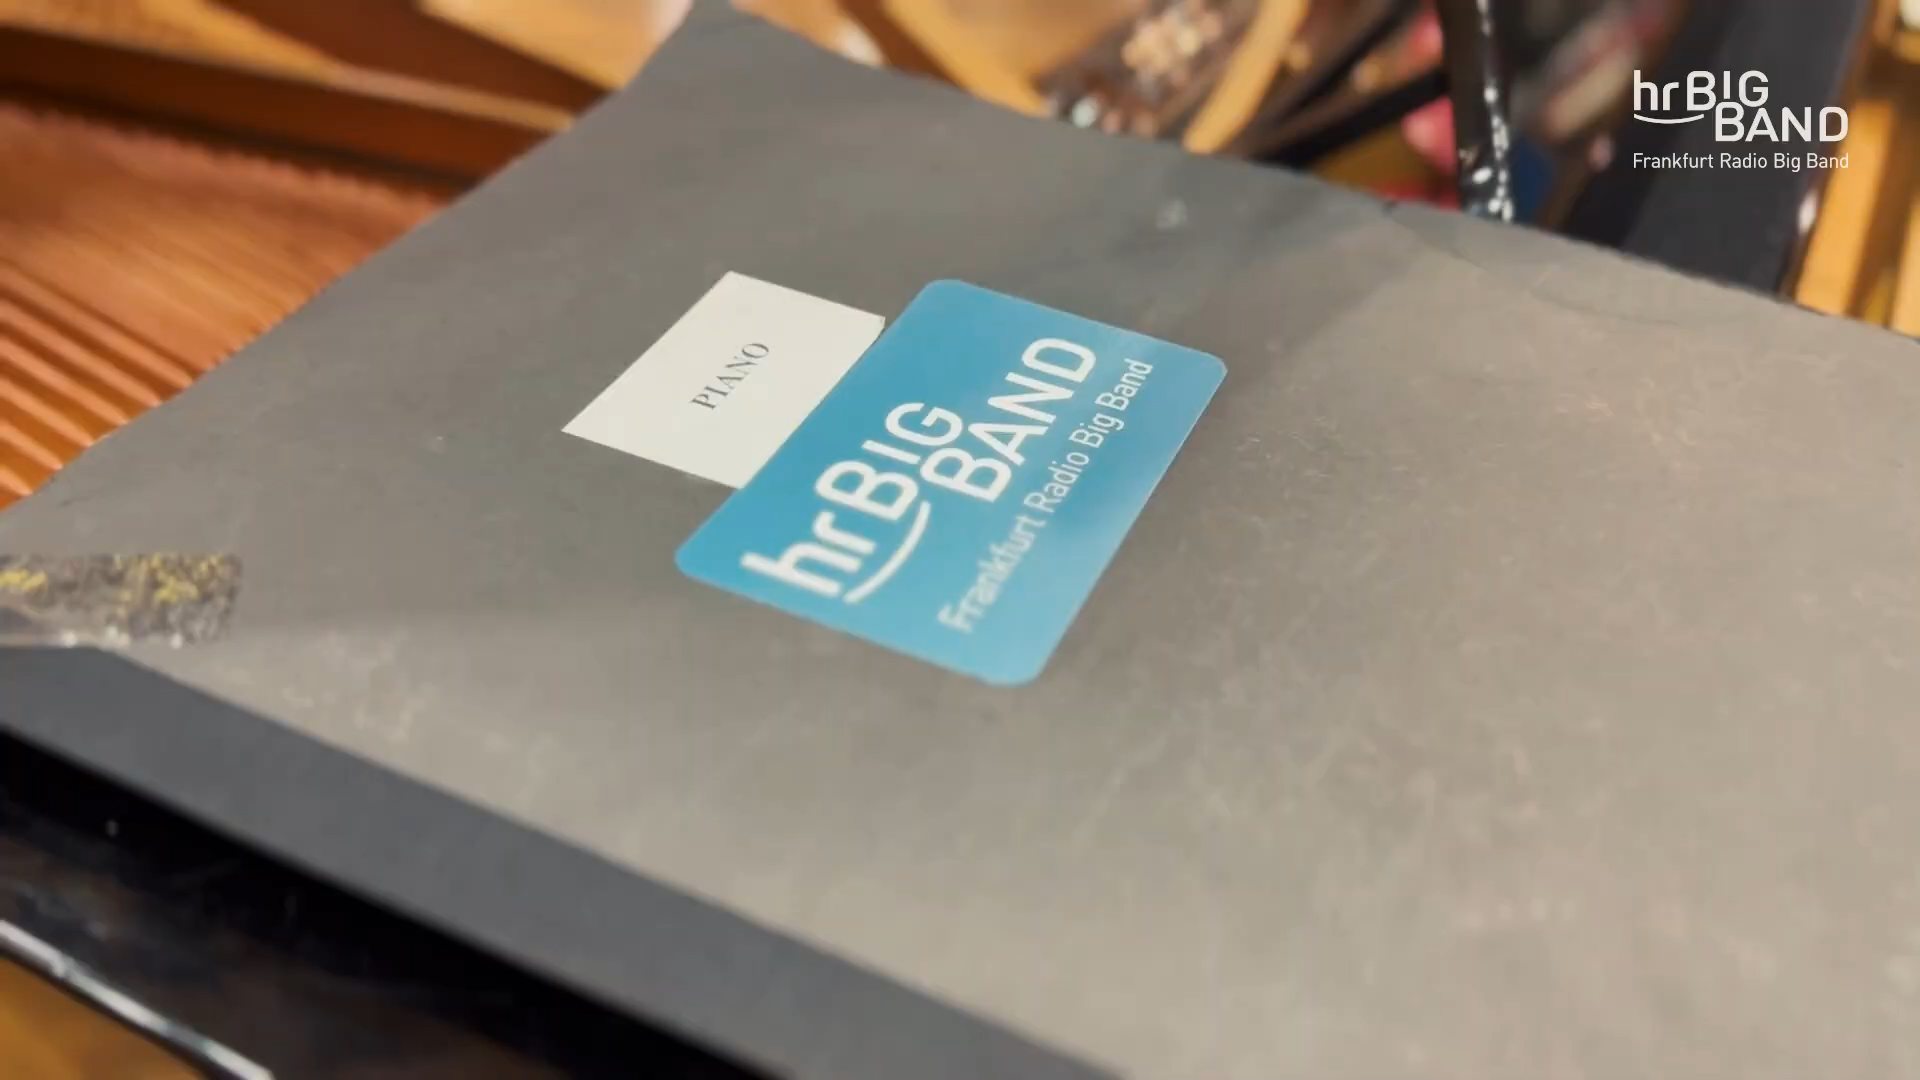 hr BIG
BAND
Frankfurt Radio Big Band
PIANO
hr BIG
BAND
Frankfurt Radio Big Band